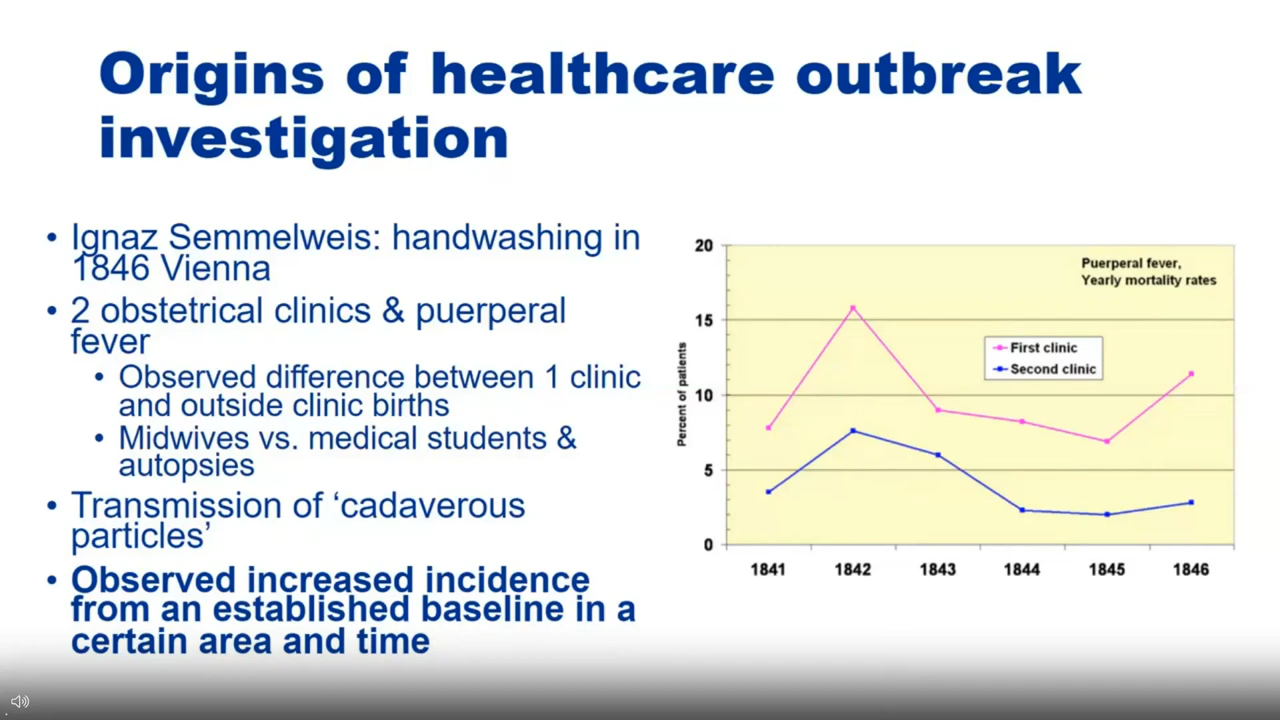 Origins of healthcare outbreak
investigation
• Ignaz Semmelweis: handwashing in
1846 Vienna
• 2 obstetrical clinics & puerperal
fever
• Observed difference between 1 clinic
and outside clinic births
• Midwives vs. medical students &
autopsies
• Transmission of ‘cadaverous
particles’
• Observed increased incidence
from an established baseline in a
certain area and time
Puerperal fever,
Yearly mortality rates
First clinic
Second clinic
Percent of patients
20
15
10
5
0
1841 1842 1843 1844 1845 1846